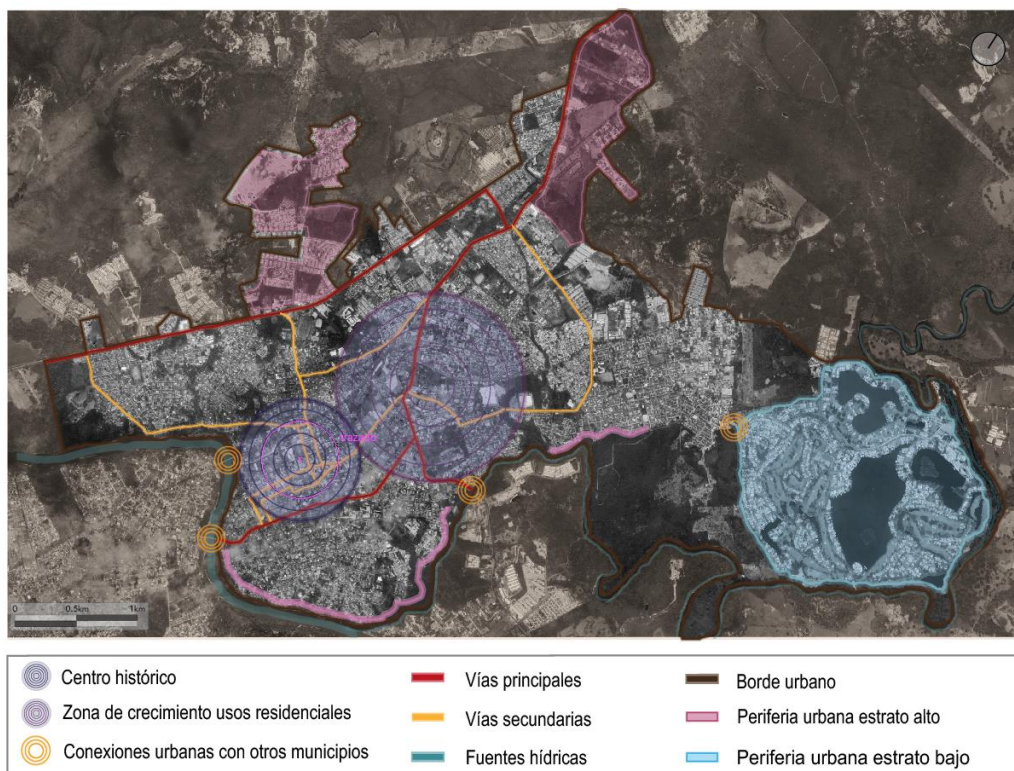 0 0.5km 1km
Centro histórico
Zona de crecimiento usos residenciales
Conexiones urbanas con otros municipios
Vías principales
Vías secundarias
Fuentes hídricas
Borde urbano
Periferia urbana estrato alto
Periferia urbana estrato bajo